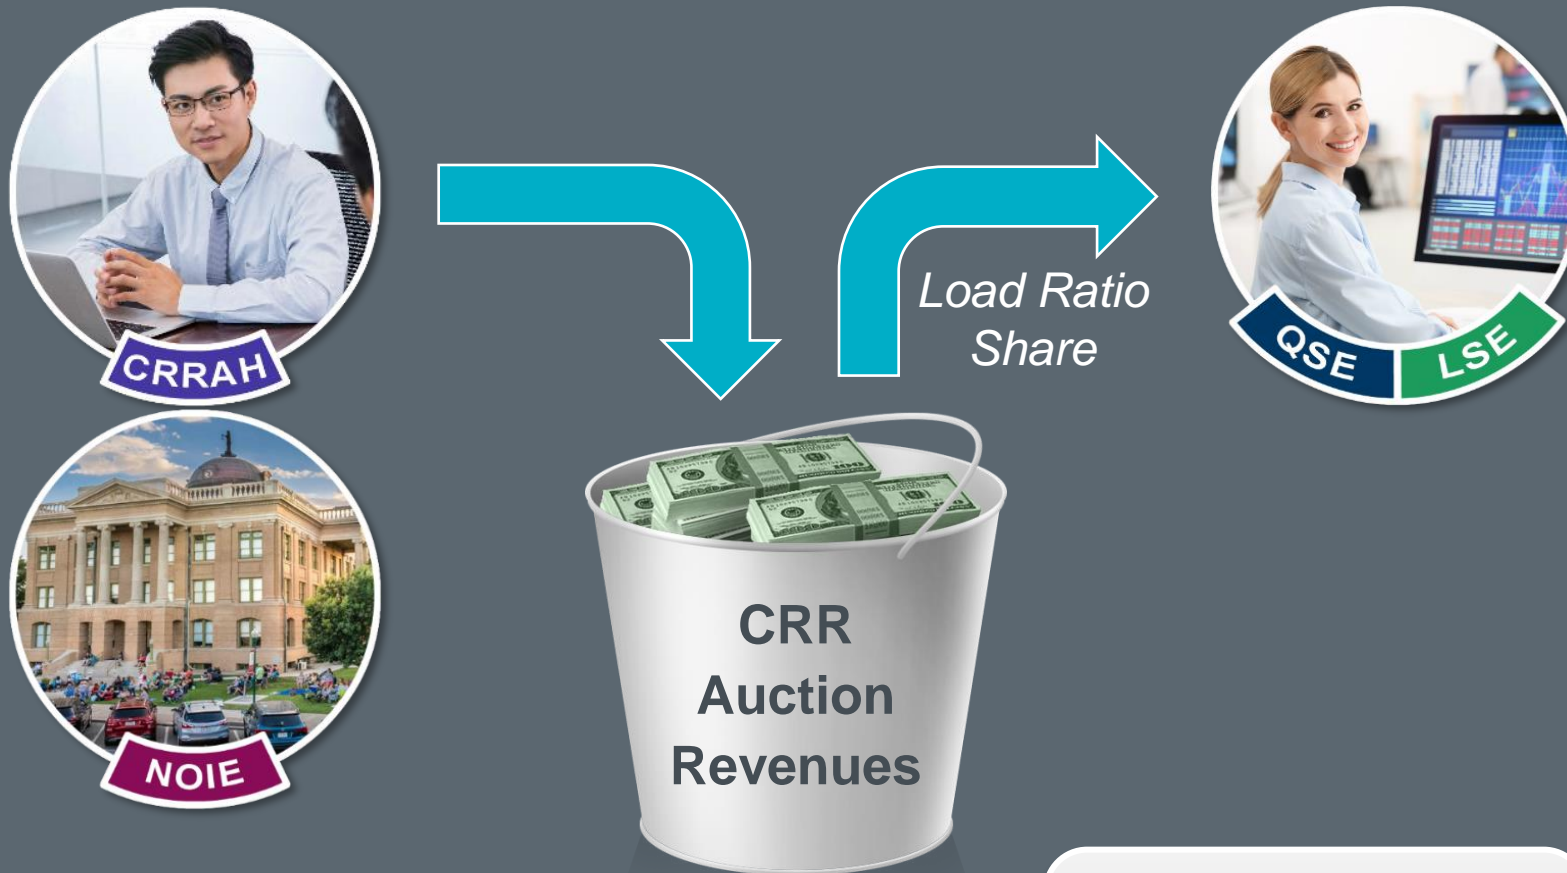 CRRAH
Load Ratio
Share
QSE
LSE
NOIE
CRR
Auction
Revenues